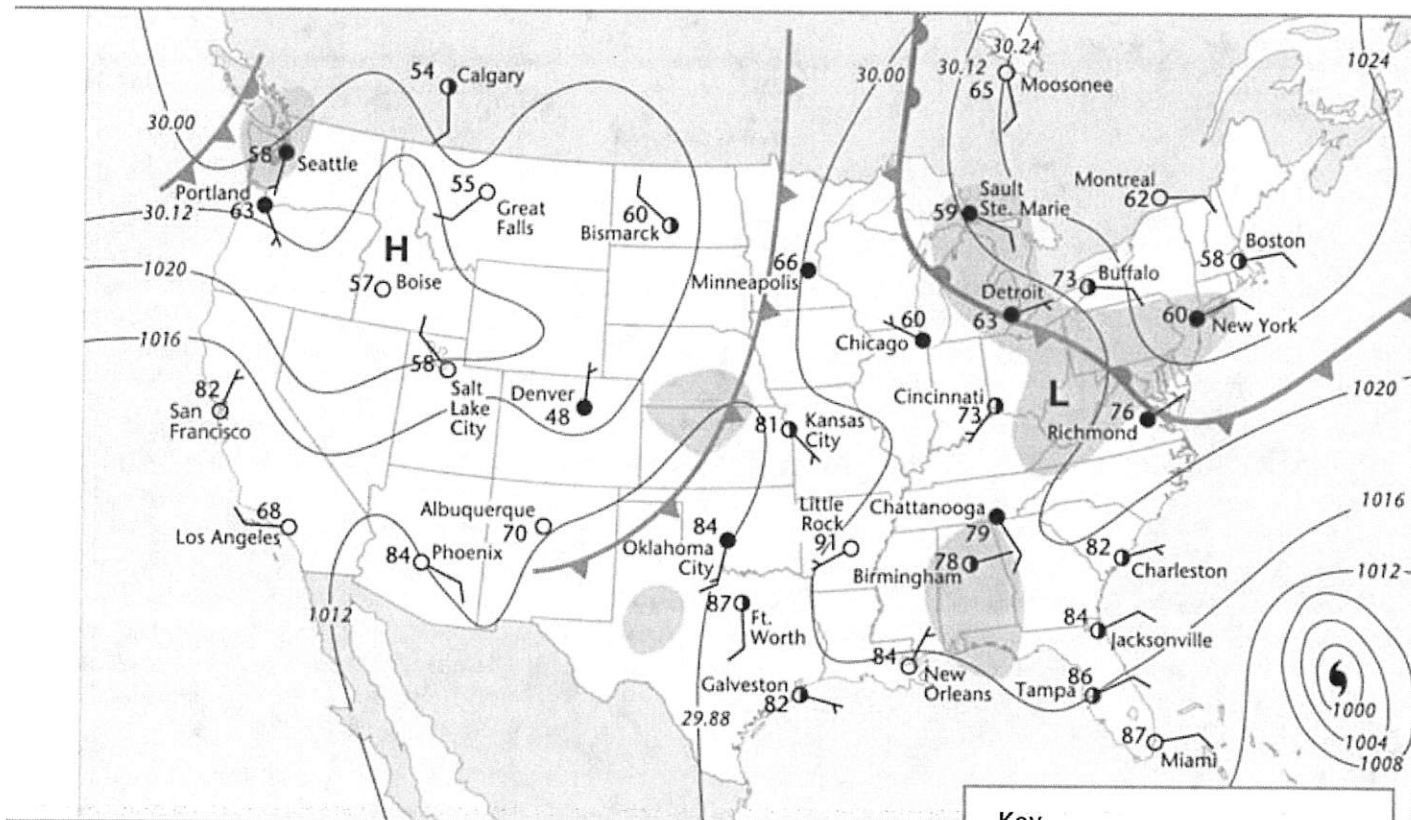 54 Calgary
30.00
30.12
30.24
30.00
65 Moosonee
1024
30.00
58
Seattle
Portland
63
30.12
55
Great
Falls
60
Bismarck
H
57 Boise
1020
66
Minneapolis
59
Sault
Ste. Marie
Montreal
62
58 Boston
73 Buffalo
Detroit
63
60 New York
60
Chicago
1016
82
San
Francisco
58
Salt
Lake
City
Denver
48
81 Kansas
City
Cincinnati
73
L
76
Richmond
1020
68
Los Angeles
Albuquerque
70
84 Phoenix
84
Oklahoma
City
Little
Rock
91
Chattanooga
79
78
Birmingham
82
Charleston
1016
1012
1012
87
Ft.
Worth
84
Jacksonville
84
New
Orleans
86
Tampa
Galveston
82
29.88
87
Miami
1000
1004
1008
Key